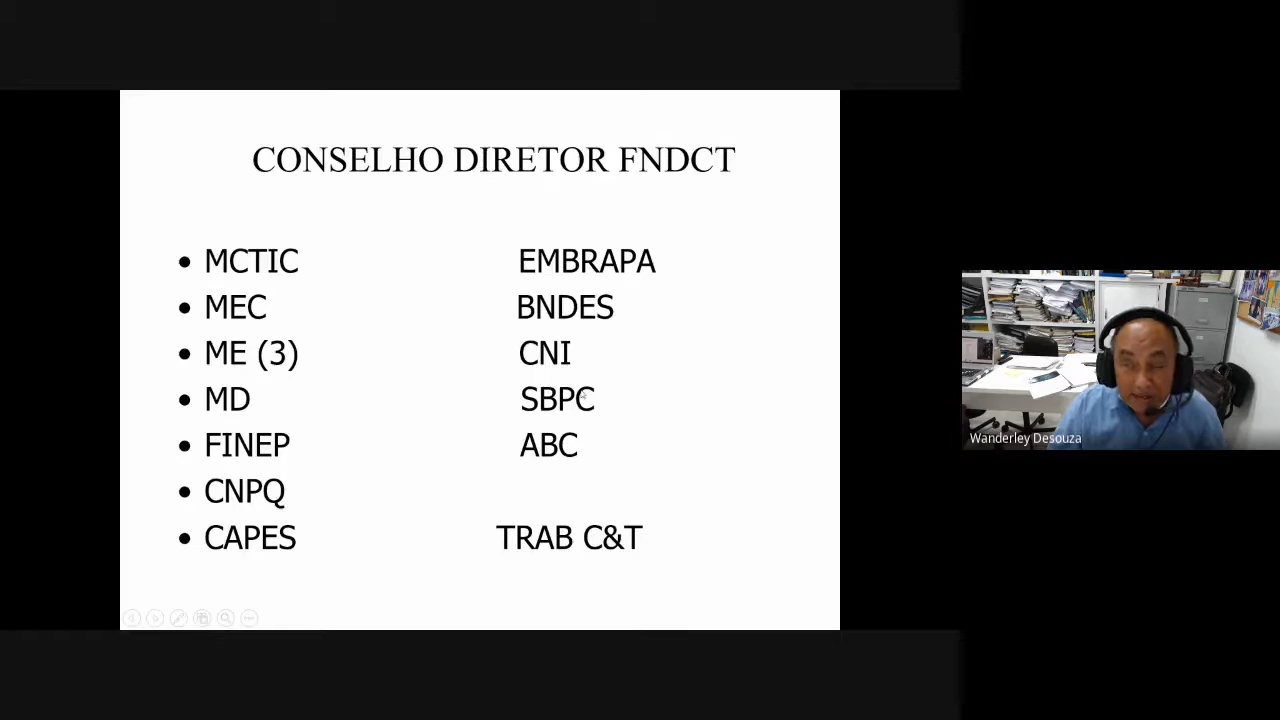 CONSELHO DIRETOR FNDCT
• MCTIC EMBRAPA
• MEC BNDES
• ME (3) CNI
• MD SBPC
• FINEP ABC
• CNPQ
• CAPES TRAB C&T
Wanderley Desouza